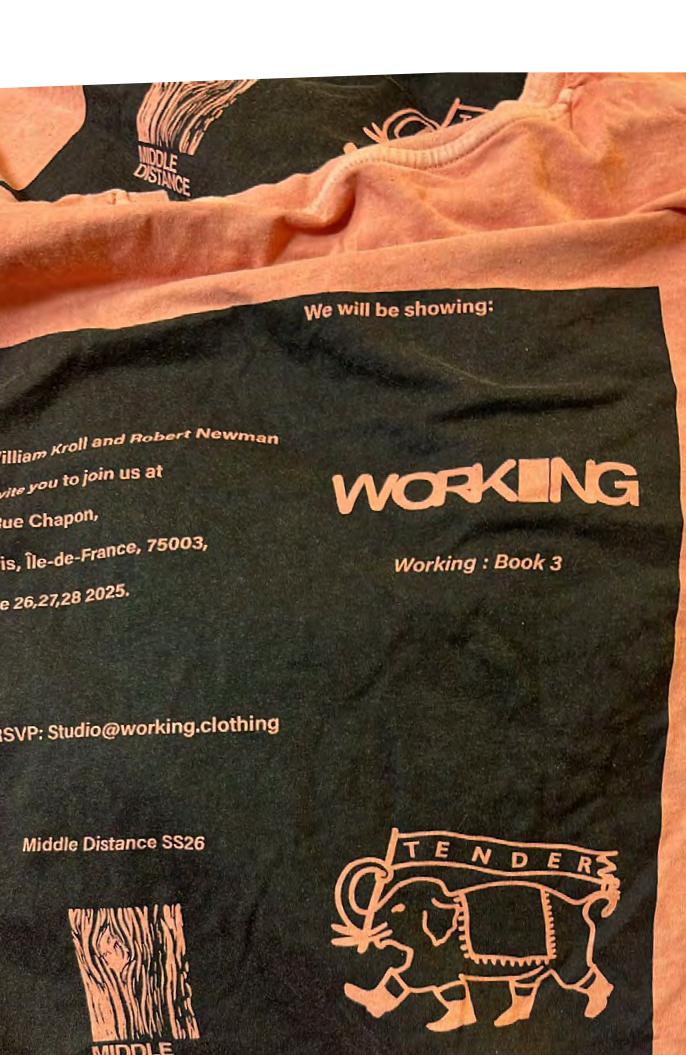 MIDDLE
DISTANCE
We will be showing:
William Kroll and Robert Newman
vite you to join us at
Rue Chapon,
is, Île-de-France, 75003,
e 26,27,28 2025.
WORKING
Working : Book 3
RSVP: Studio@working.clothing
Middle Distance SS26
TENDER
MIDDLE